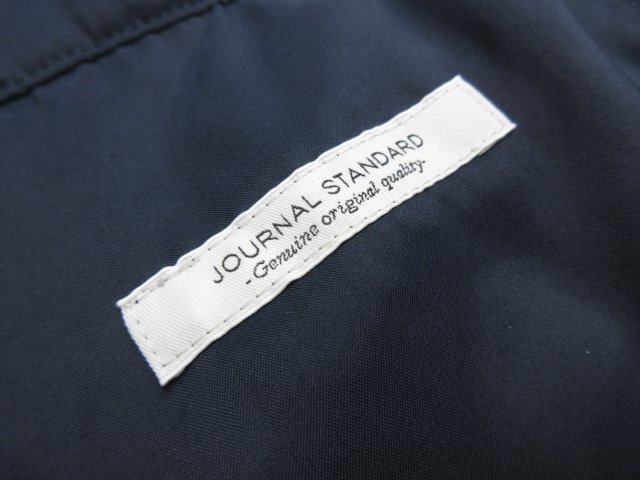 JOURNAL STANDARD
-Genuine original quality-